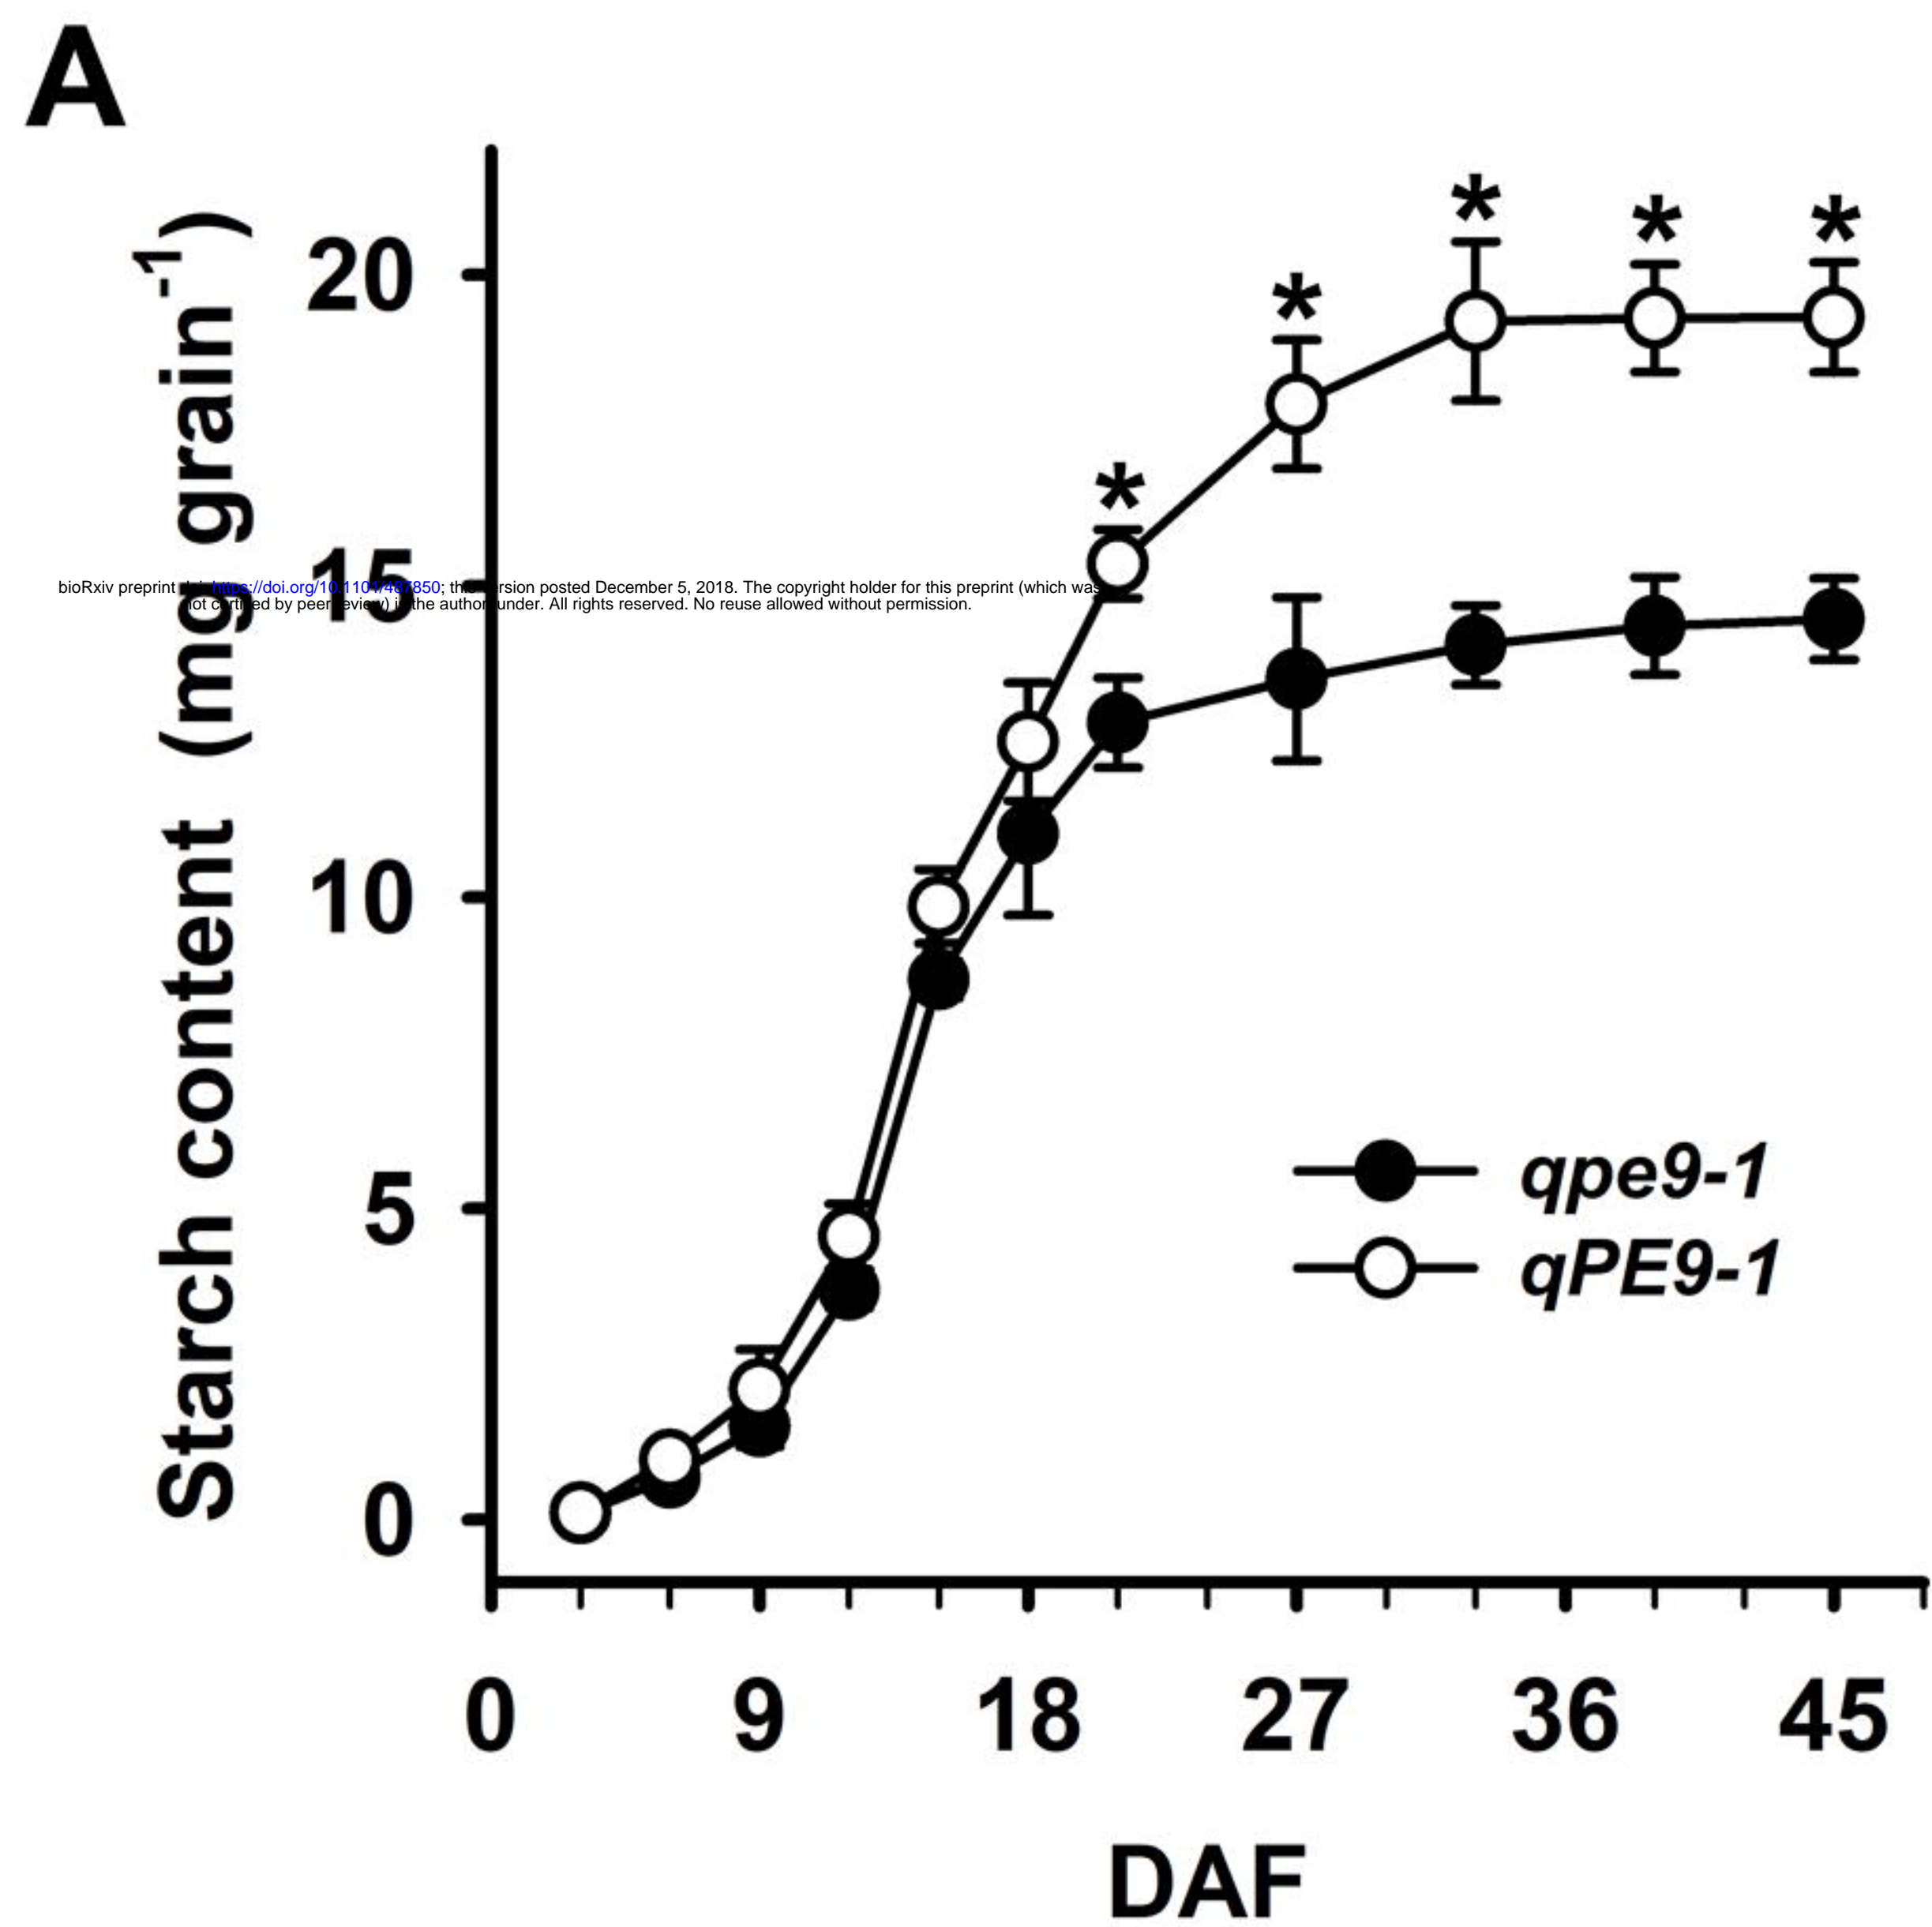 A
Starch content (mg grain-1)
20
15
10
5
0
bioRxiv preprint doi: https://doi.org/10.1101/487850; this version posted December 5, 2018. The copyright holder for this preprint (which was
not certified by peer review) is the author/funder. All rights reserved. No reuse allowed without permission.
*
*
*
*
*
qpe9-1
qPE9-1
0 9 18 27 36 45
DAF